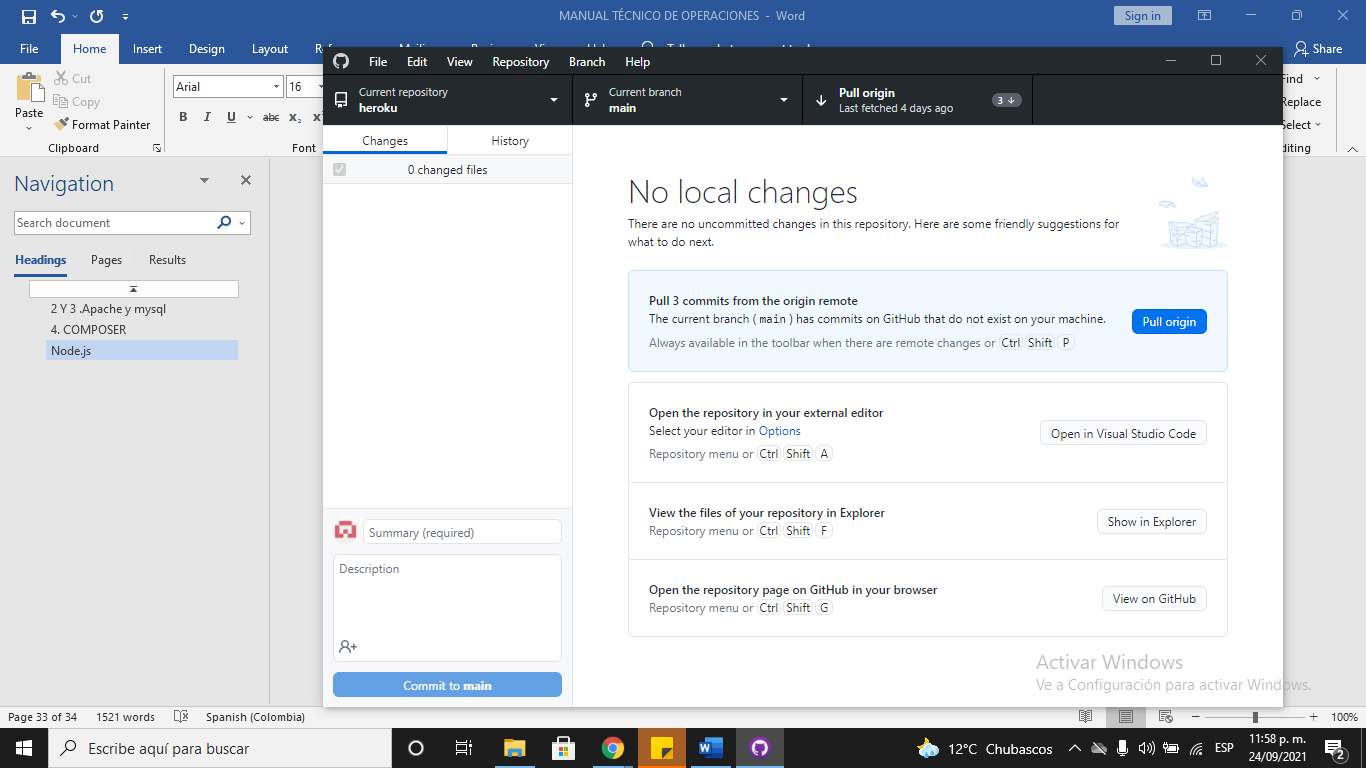 MANUAL TÉCNICO DE OPERACIONES - Word
Sign in
File Home Insert Design Layout
Share
Paste
Cut
Copy
Format Painter
Clipboard
Arial
16
B I U abc x₂
Font
Find
Replace
Select
Navigation
Search document
Headings Pages Results
2 Y 3 .Apache y mysql
4. COMPOSER
Node.js
File Edit View Repository Branch Help
Current repository
heroku
Current branch
main
Pull origin
Last fetched 4 days ago
3
Changes History
0 changed files
Summary (required)
Description
Commit to main
No local changes
There are no uncommitted changes in this repository. Here are some friendly suggestions for
what to do next.
Pull 3 commits from the origin remote
The current branch ( main ) has commits on GitHub that do not exist on your machine.
Always available in the toolbar when there are remote changes or Ctrl Shift P
Pull origin
Open the repository in your external editor
Select your editor in Options
Repository menu or Ctrl Shift A
Open in Visual Studio Code
View the files of your repository in Explorer
Repository menu or Ctrl Shift F
Show in Explorer
Open the repository page on GitHub in your browser
Repository menu or Ctrl Shift G
View on GitHub
Activar Windows
Ve a Configuración para activar Windows.
Page 33 of 34 1521 words Spanish (Colombia)
100%
Escribe aquí para buscar
12°C Chubascos
ESP
11:58 p. m.
24/09/2021
2